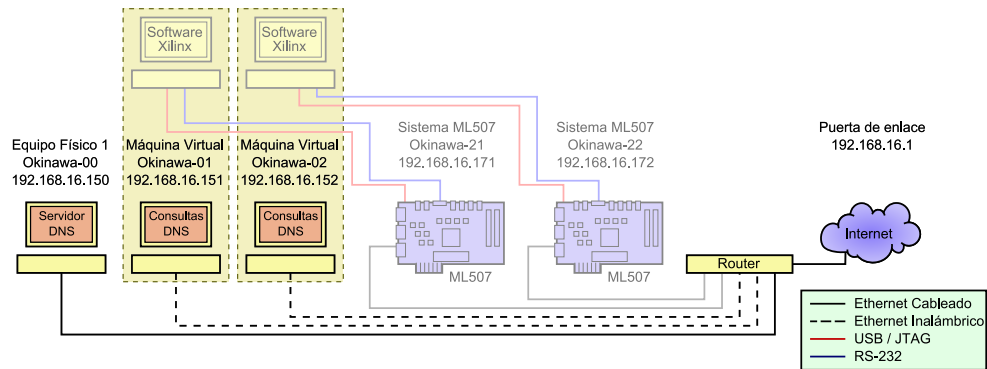 Software
Xilinx
Software
Xilinx
Equipo Físico 1
Okinawa-00
192.168.16.150
Máquina Virtual
Okinawa-01
192.168.16.151
Máquina Virtual
Okinawa-02
192.168.16.152
Sistema ML507
Okinawa-21
192.168.16.171
Sistema ML507
Okinawa-22
192.168.16.172
Puerta de enlace
192.168.16.1
Servidor
DNS
Consultas
DNS
Consultas
DNS
ML507
ML507
Router
Internet
Ethernet Cableado
Ethernet Inalámbrico
USB / JTAG
RS-232